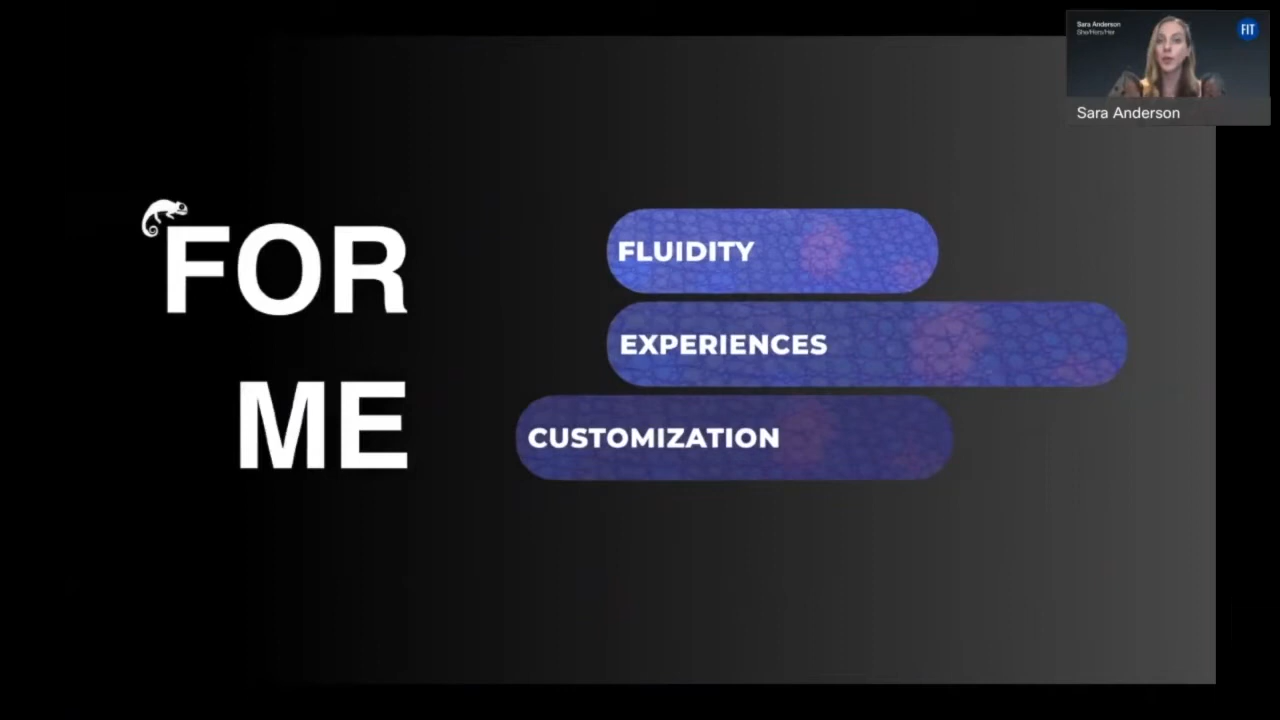 Sara Anderson
She/Hers/Her
FIT
Sara Anderson
FOR
ME
FLUIDITY
EXPERIENCES
CUSTOMIZATION